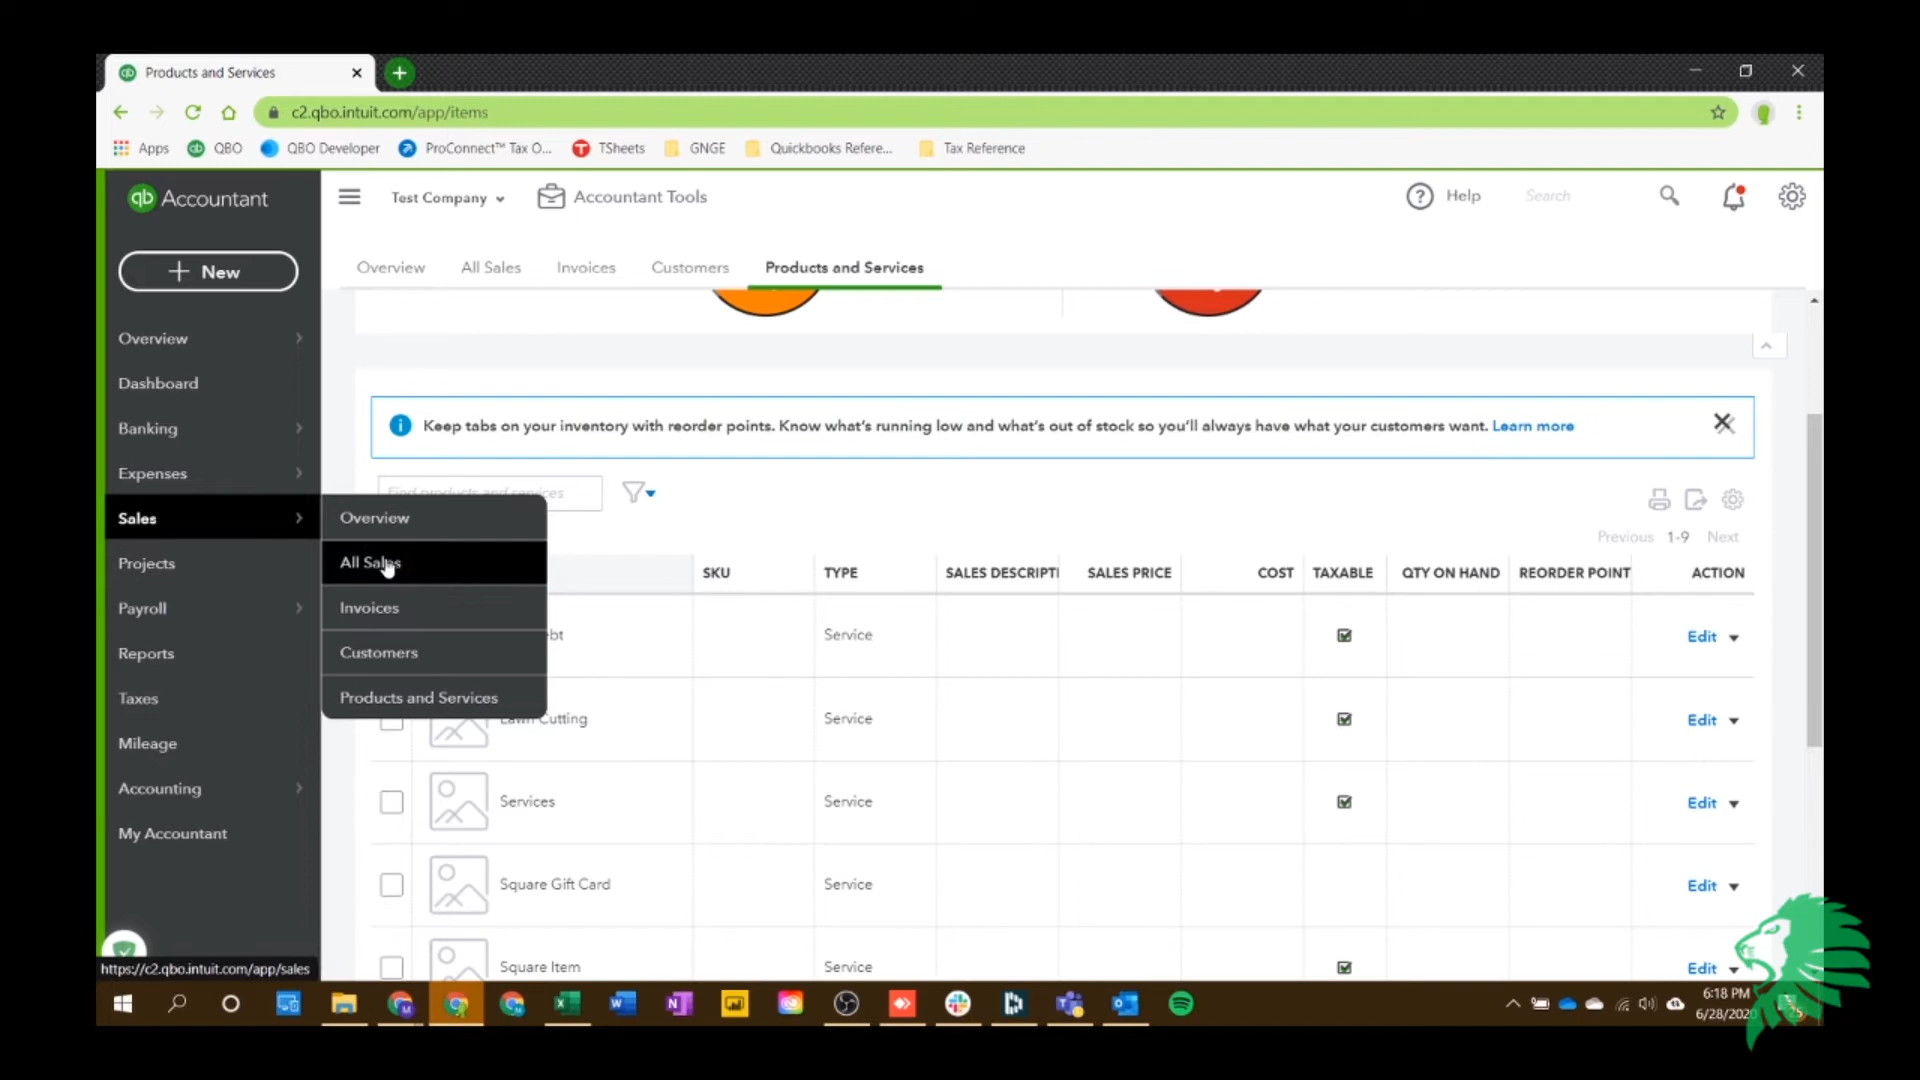 Products and Services
c2.qbo.intuit.com/app/items
Apps QBO QBO Developer ProConnect™ Tax O... TSheets GNGE Quickbooks Refere... Tax Reference
qb Accountant
Test Company
Accountant Tools
Help
Search
New
Overview All Sales Invoices Customers Products and Services
Overview
Dashboard
Banking
Expenses
Sales
Projects
Payroll
Reports
Taxes
Mileage
Accounting
My Accountant
Overview
All Sales
Invoices
Customers
Products and Services
Keep tabs on your inventory with reorder points. Know what's running low and what's out of stock so you'll always have what your customers want. Learn more
Find products and services
Previous 1-9 Next
SKU TYPE SALES DESCRIPTI SALES PRICE COST TAXABLE QTY ON HAND REORDER POINT ACTION
bt Service Edit
Lawn Cutting Service Edit
Services Service Edit
Square Gift Card Service Edit
Square Item Service Edit
https://c2.qbo.intuit.com/app/sales
6:18 PM
6/28/2020